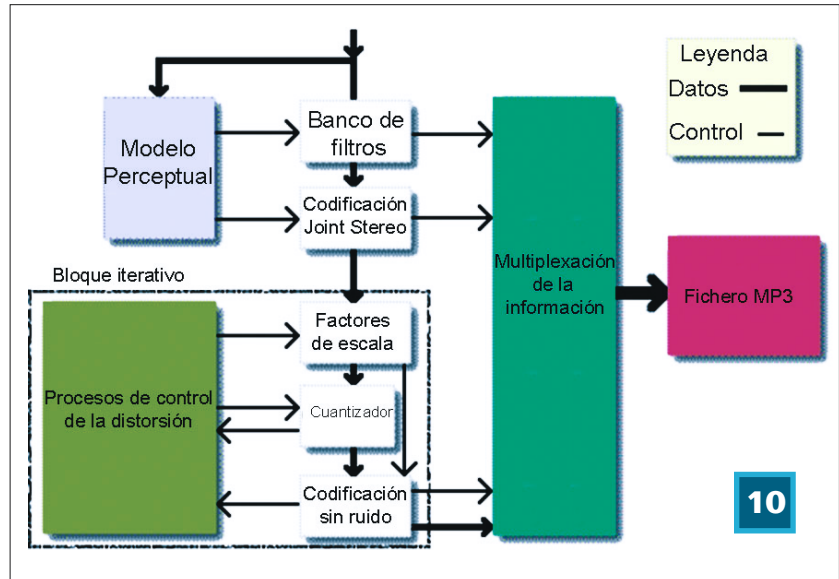 Leyenda
Datos
Control
Modelo
Perceptual
Banco de
filtros
Codificación
Joint Stereo
Bloque iterativo
Factores
de escala
Procesos de control
de la distorsión
Cuantizador
Codificación
sin ruido
Multiplexación
de la
información
Fichero MP3
10